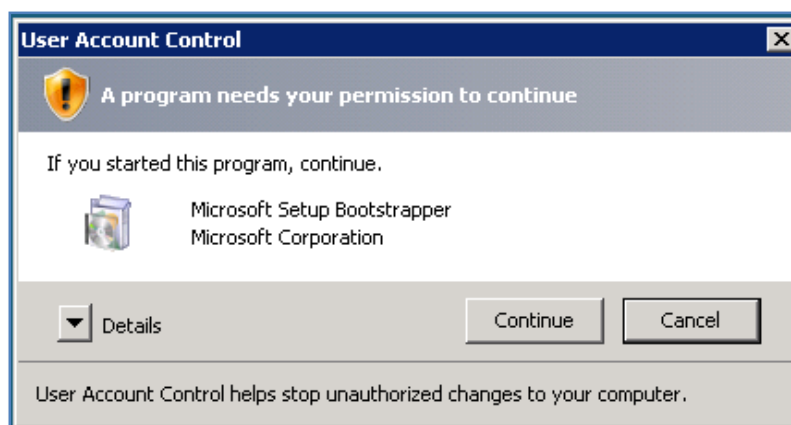 User Account Control
A program needs your permission to continue
If you started this program, continue.
Microsoft Setup Bootstrapper
Microsoft Corporation
Details
Continue
Cancel
User Account Control helps stop unauthorized changes to your computer.